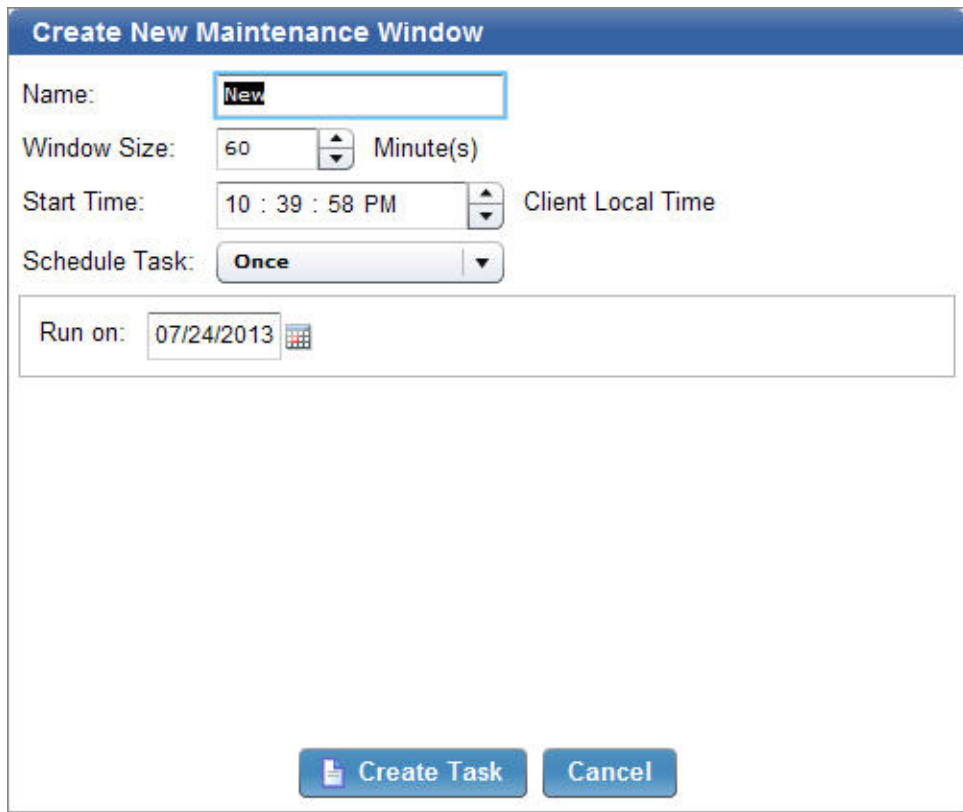 Create New Maintenance Window
Name: New
Window Size: 60 Minute(s)
Start Time: 10 : 39 : 58 PM Client Local Time
Schedule Task: Once
Run on: 07/24/2013
Create Task Cancel